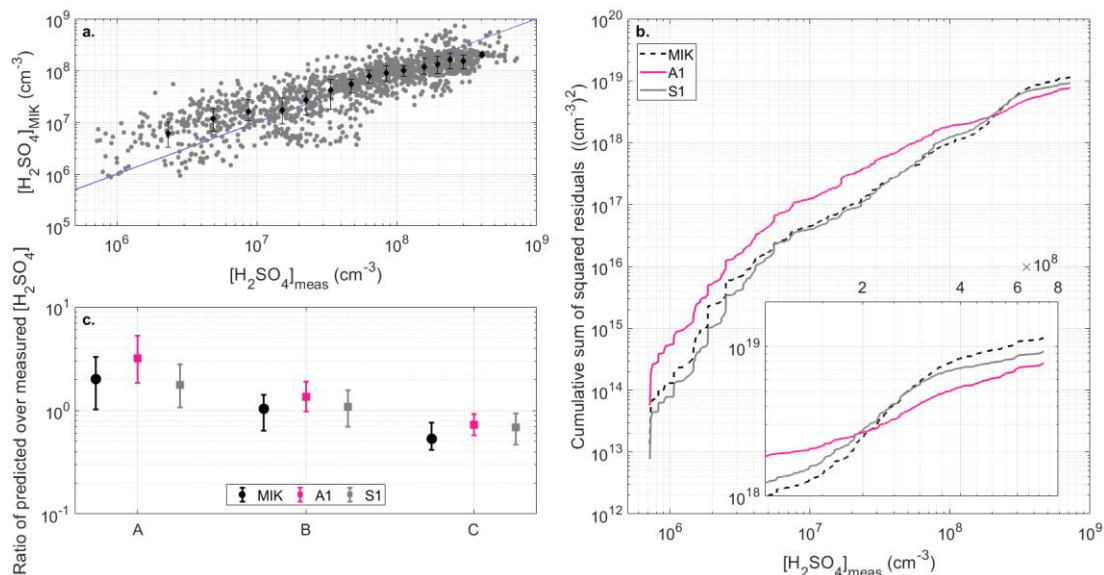 a.
[H2SO4]MIK (cm-3)
10^9
10^8
10^7
10^6
10^5
10^6
10^7
10^8
10^9
[H2SO4]meas (cm-3)
Ratio of predicted over measured [H2SO4]
c.
10^1
10^0
10^-1
MIK
A1
S1
A
B
C
b.
MIK
A1
S1
Cumulative sum of squared residuals ((cm-3)2)
10^20
10^19
10^18
10^17
10^16
10^15
10^14
10^13
10^12
×10^8
2
4
6
8
10^19
10^18
10^6
10^7
10^8
10^9
[H2SO4]meas (cm-3)